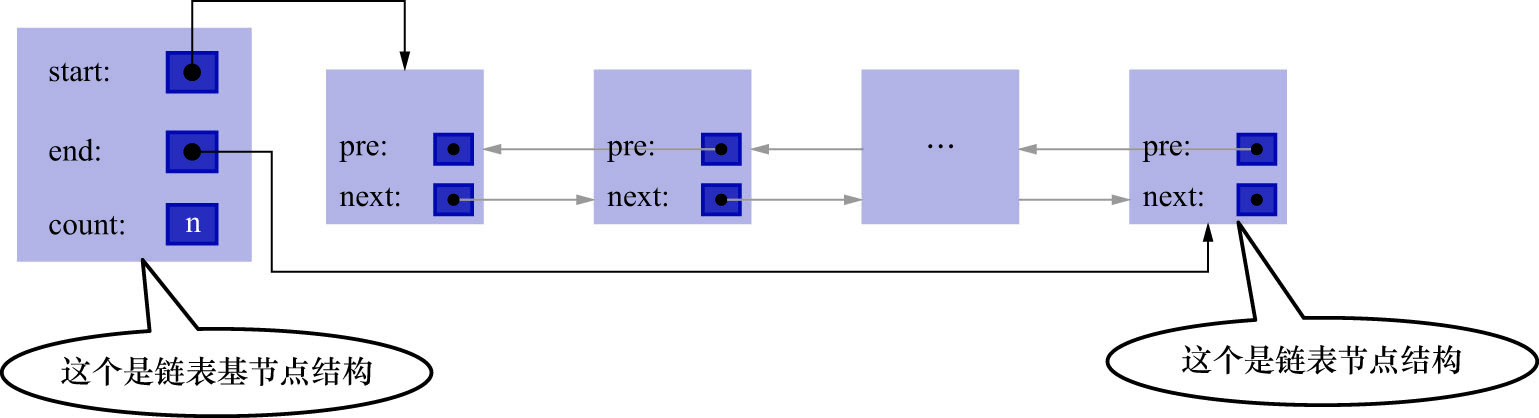 start:
end:
count: n
pre:
next:
pre:
next:
…
pre:
next:
这个是链表基节点结构
这个是链表节点结构